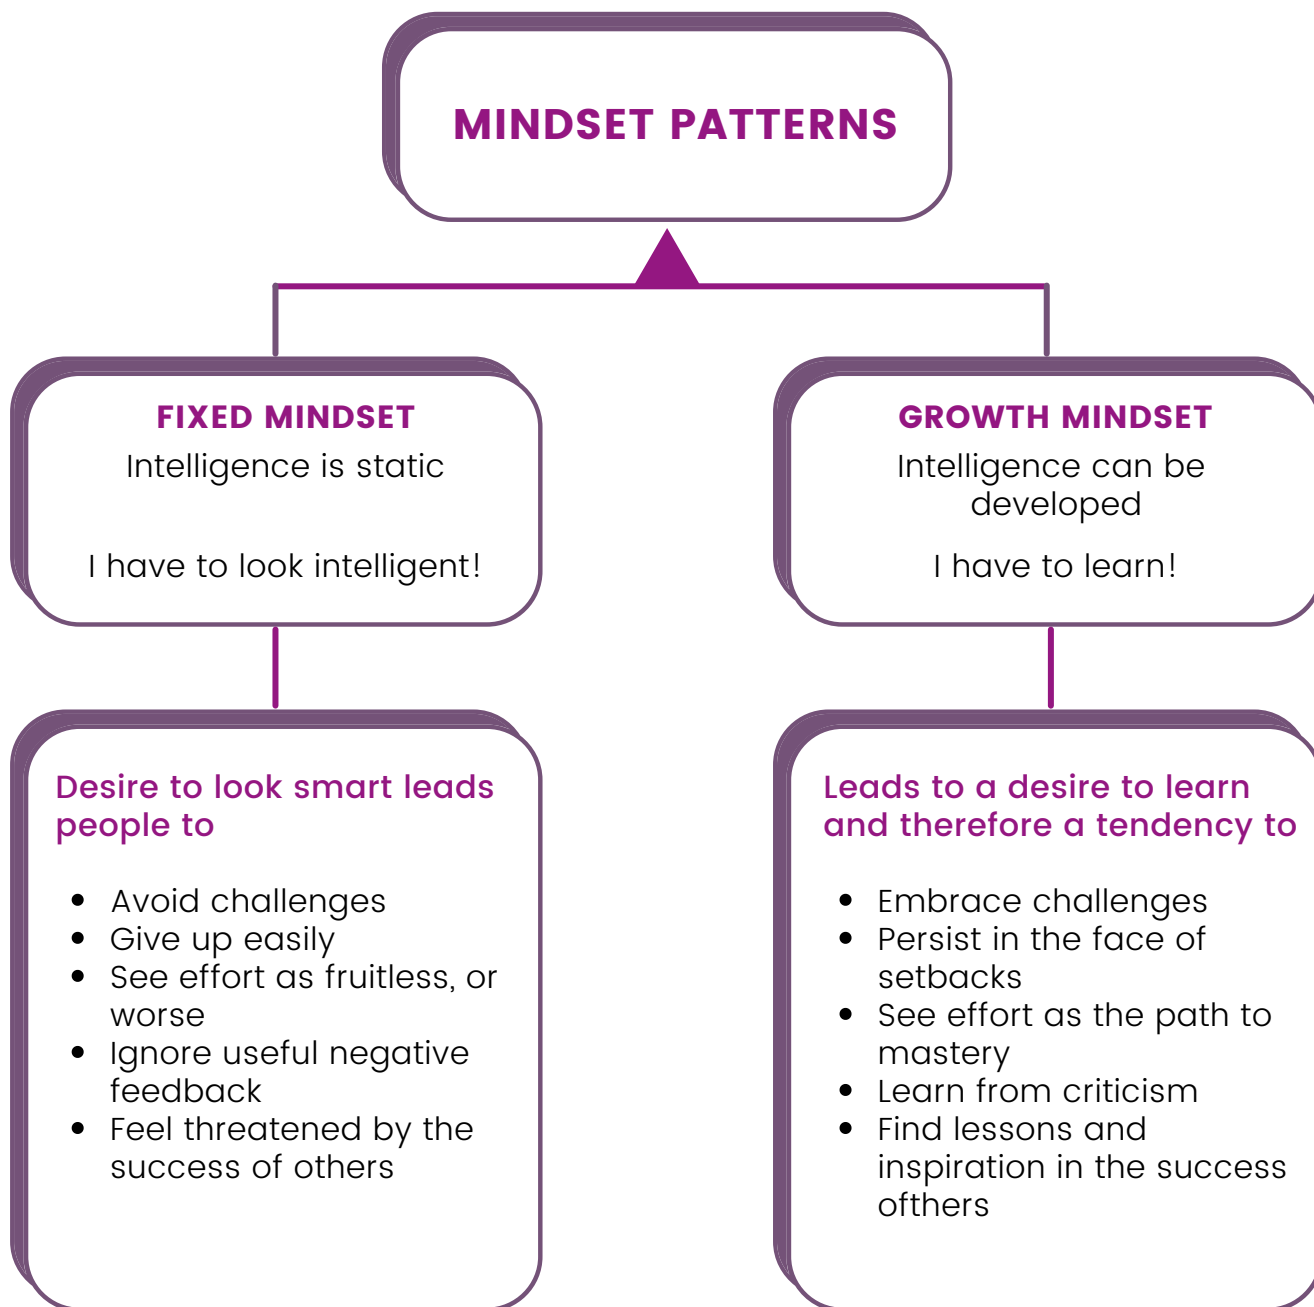 MINDSET PATTERNS
FIXED MINDSET
Intelligence is static
I have to look intelligent!
GROWTH MINDSET
Intelligence can be
developed
I have to learn!
Desire to look smart leads
people to
• Avoid challenges
• Give up easily
• See effort as fruitless, or
worse
• Ignore useful negative
feedback
• Feel threatened by the
success of others
Leads to a desire to learn
and therefore a tendency to
• Embrace challenges
• Persist in the face of
setbacks
• See effort as the path to
mastery
• Learn from criticism
• Find lessons and
inspiration in the success
ofthers